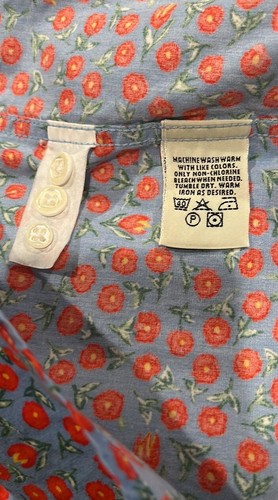 MACHINE WASH WARM
WITH LIKE COLORS.
ONLY NON-CHLORINE
BLEACH WHEN NEEDED.
TUMBLE DRY. WARM
IRON AS DESIRED.
P